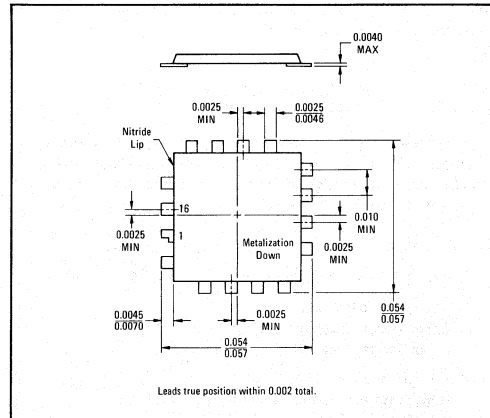 0.0040
MAX
0.0025
MIN
0.0025
0.0046
Nitride
Lip
16
1
0.0025
MIN
0.010
MIN
0.0025
MIN
Metalization
Down
0.0045
0.0070
0.0025
MIN
0.054
0.057
0.054
0.057
Leads true position within 0.002 total.